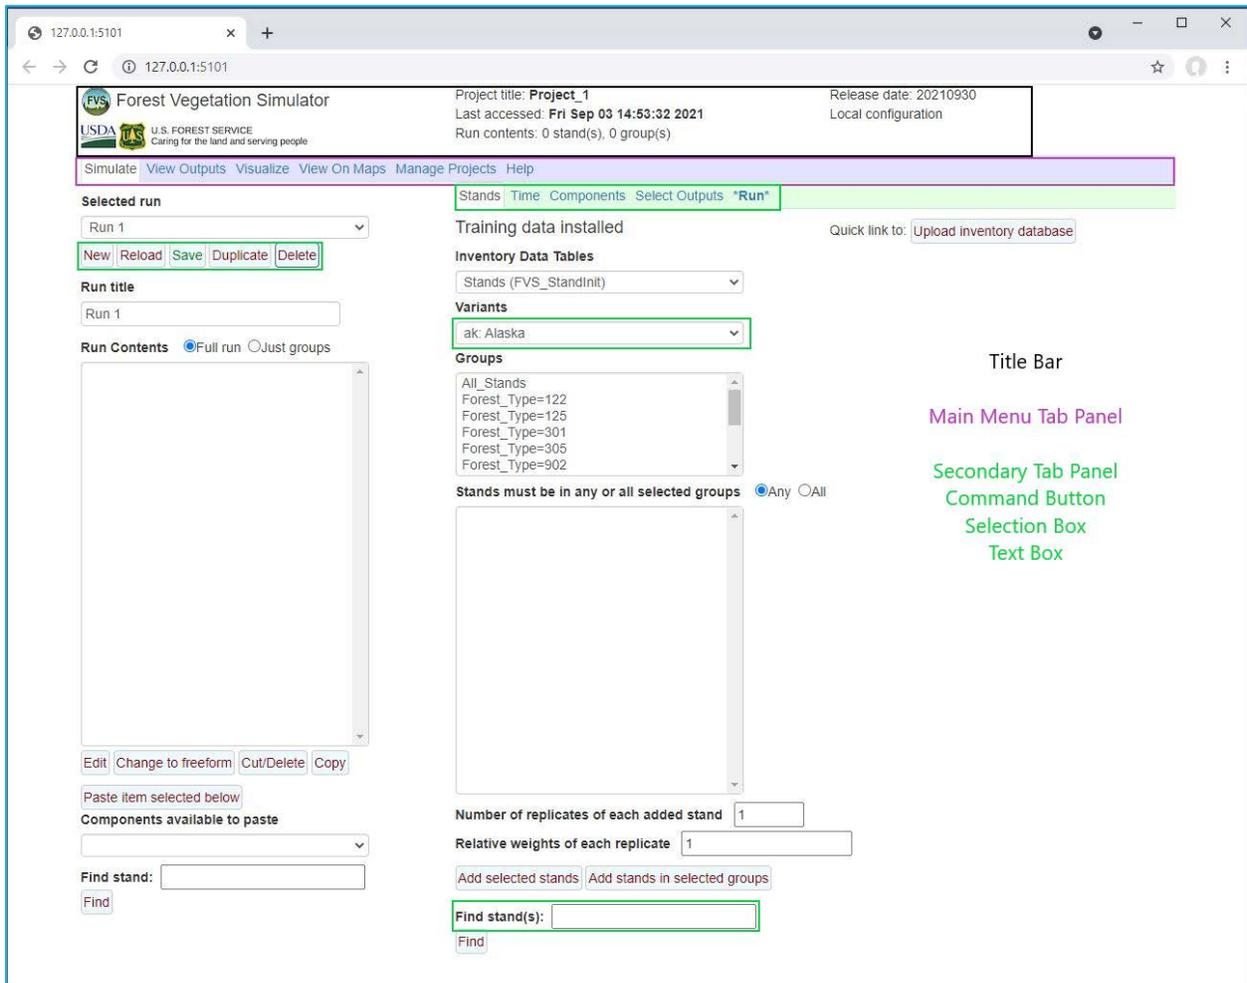 127.0.0.1:5101
127.0.0.1:5101
FVS Forest Vegetation Simulator
USDA U.S. FOREST SERVICE
Caring for the land and serving people
Project title: Project_1
Last accessed: Fri Sep 03 14:53:32 2021
Run contents: 0 stand(s), 0 group(s)
Release date: 20210930
Local configuration
Simulate View Outputs Visualize View On Maps Manage Projects Help
Selected run
Run 1
New Reload Save Duplicate Delete
Run title
Run 1
Run Contents Full run Just groups
Edit Change to freeform Cut/Delete Copy
Paste item selected below
Components available to paste
Find stand:
Find
Stands Time Components Select Outputs *Run*
Training data installed
Quick link to: Upload inventory database
Inventory Data Tables
Stands (FVS_StandInit)
Variants
ak: Alaska
Groups
All_Stands
Forest_Type=122
Forest_Type=125
Forest_Type=301
Forest_Type=305
Forest_Type=902
Stands must be in any or all selected groups Any All
Number of replicates of each added stand 1
Relative weights of each replicate 1
Add selected stands Add stands in selected groups
Find stand(s):
Find
Title Bar
Main Menu Tab Panel
Secondary Tab Panel
Command Button
Selection Box
Text Box